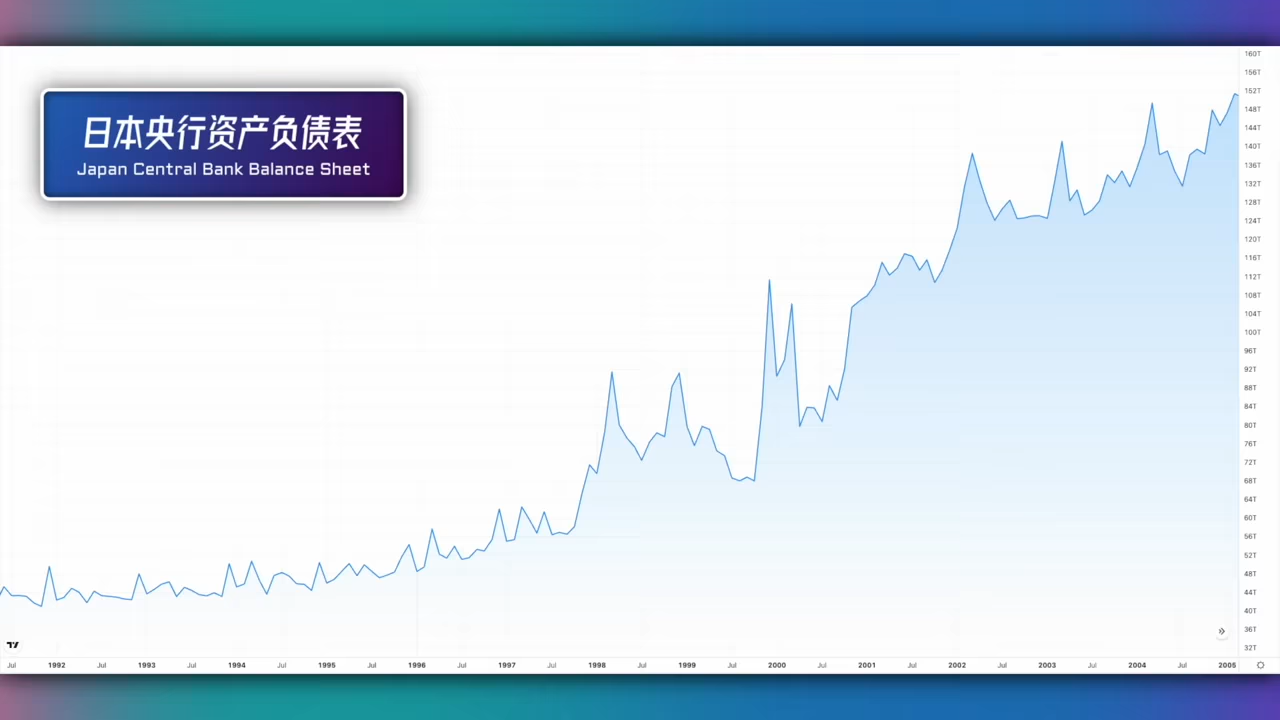 日本央行资产负债表
Japan Central Bank Balance Sheet
160T
156T
152T
148T
144T
140T
136T
132T
128T
124T
120T
116T
112T
108T
104T
100T
96T
92T
88T
84T
80T
76T
72T
68T
64T
60T
56T
52T
48T
44T
40T
36T
32T
Jul 1992 Jul 1993 Jul 1994 Jul 1995 Jul 1996 Jul 1997 Jul 1998 Jul 1999 Jul 2000 Jul 2001 Jul 2002 Jul 2003 Jul 2004 Jul 2005